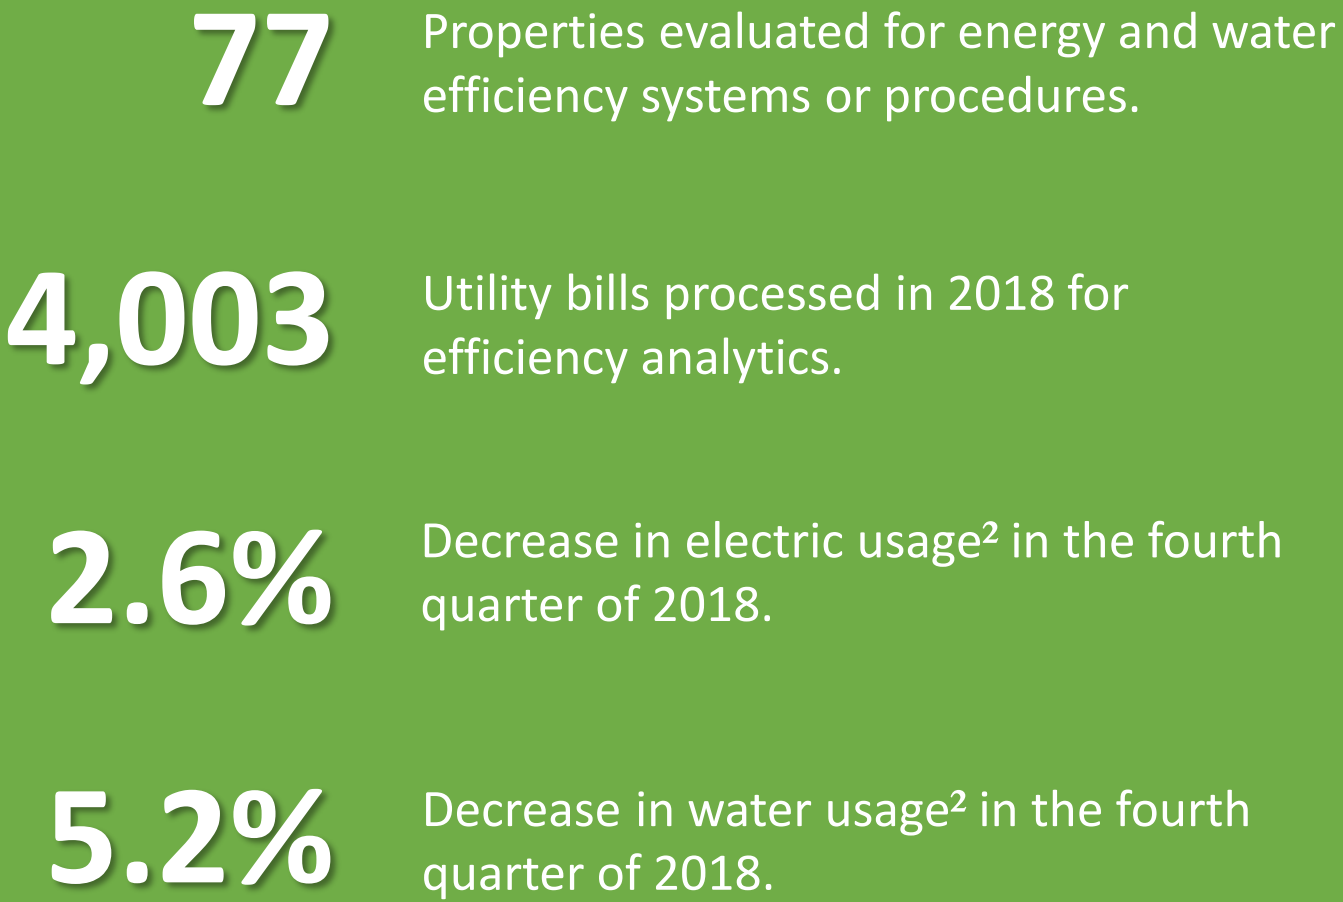 77
Properties evaluated for energy and water
efficiency systems or procedures.
4,003
Utility bills processed in 2018 for
efficiency analytics.
2.6%
Decrease in electric usage² in the fourth
quarter of 2018.
5.2%
Decrease in water usage² in the fourth
quarter of 2018.